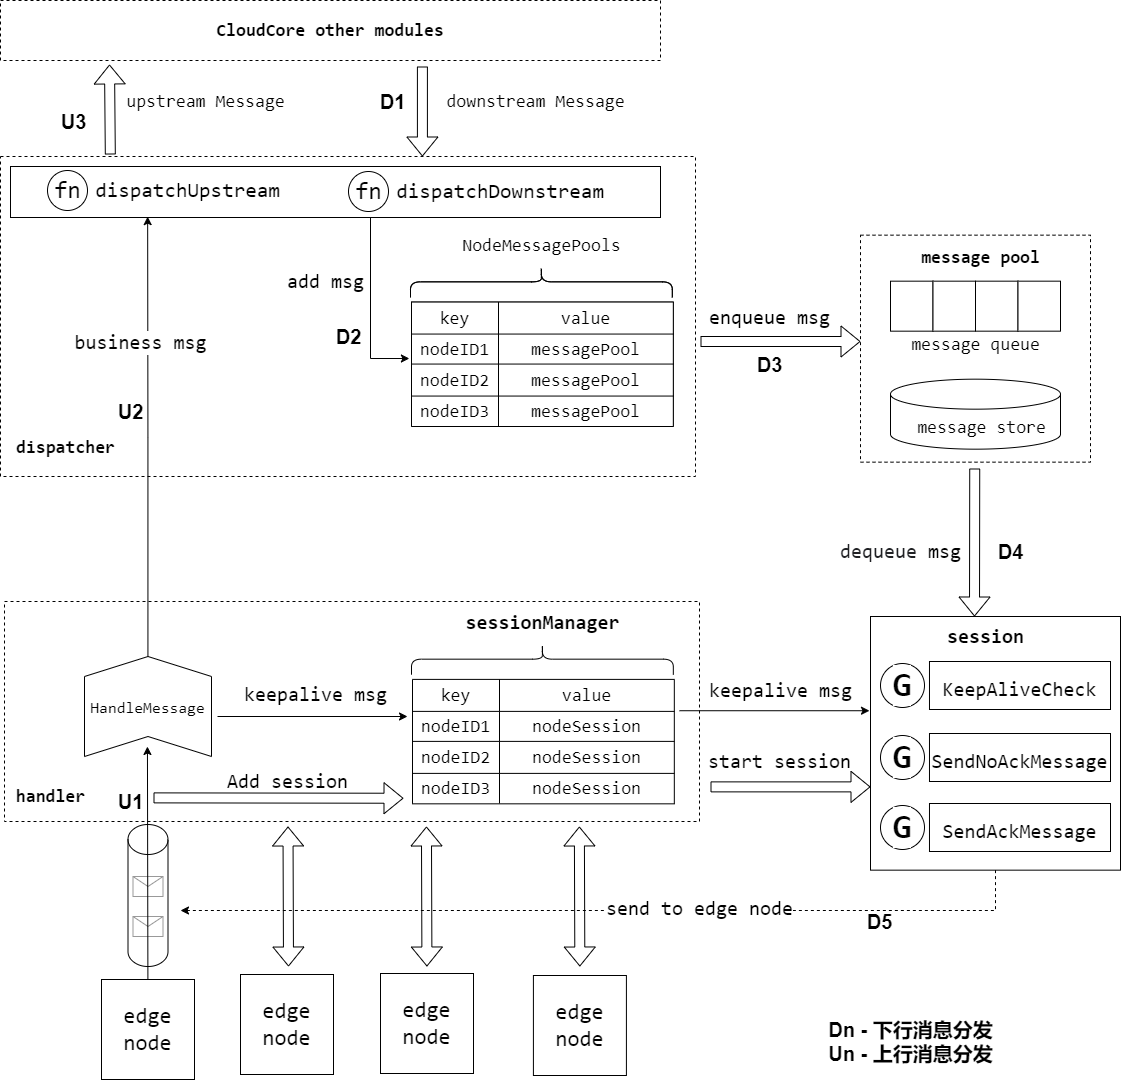 CloudCore other modules
upstream Message
D1
downstream Message
U3
fn
dispatchUpstream
fn
dispatchDownstream
NodeMessagePools
add msg
D2
key
value
nodeID1
messagePool
nodeID2
messagePool
nodeID3
messagePool
enqueue msg
D3
message pool
message queue
message store
business msg
U2
dispatcher
dequeue msg
D4
sessionManager
HandleMessage
keepalive msg
key
value
nodeID1
nodeSession
nodeID2
nodeSession
nodeID3
nodeSession
keepalive msg
start session
Add session
handler
U1
session
G
KeepAliveCheck
G
SendNoAckMessage
G
SendAckMessage
send to edge node
D5
edge
node
edge
node
edge
node
edge
node
Dn - 下行消息分发
Un - 上行消息分发